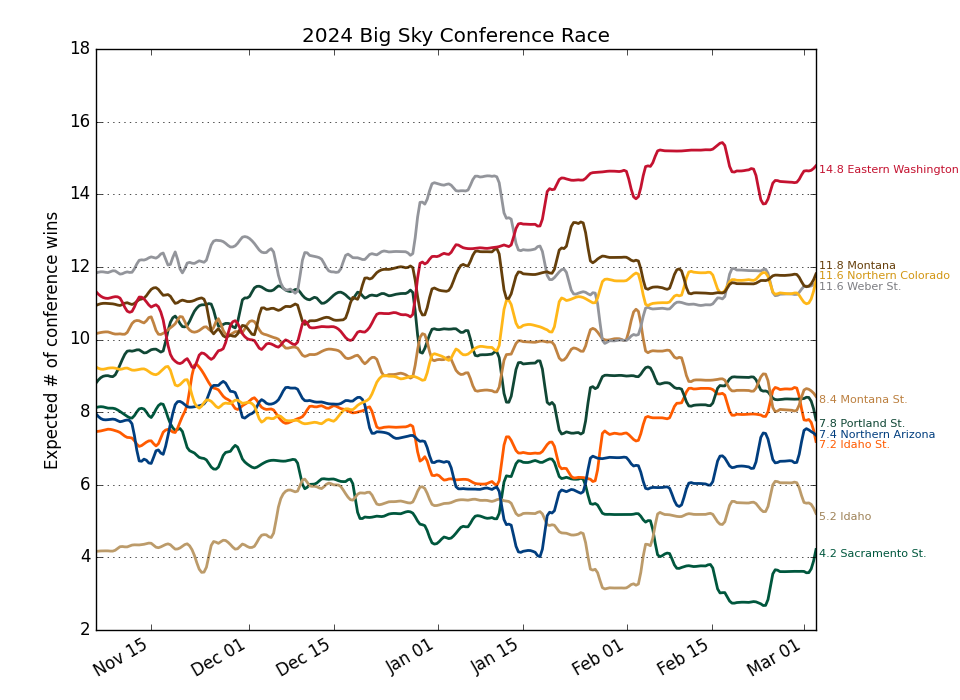 2024 Big Sky Conference Race
Expected # of conference wins
18
16
14
12
10
8
6
4
2
14.8 Eastern Washington
11.8 Montana
11.6 Northern Colorado
11.6 Weber St.
8.4 Montana St.
7.8 Portland St.
7.4 Northern Arizona
7.2 Idaho St.
5.2 Idaho
4.2 Sacramento St.
Nov 15
Dec 01
Dec 15
Jan 01
Jan 15
Feb 01
Feb 15
Mar 01